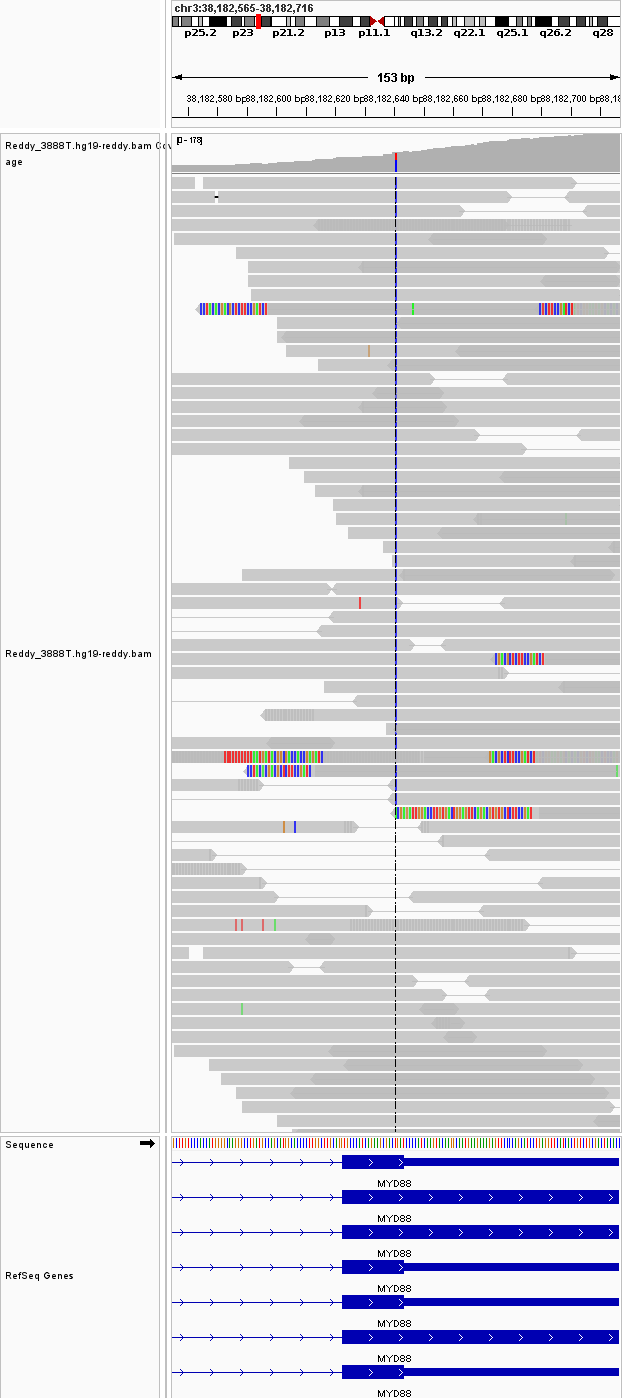 chr3:38,182,565-38,182,716
p25.2 p23 p21.2 p13 p11.1 q13.2 q22.1 q25.1 q26.2 q28
153 bp
38,182,580 bp 38,182,600 bp 38,182,620 bp 38,182,640 bp 38,182,660 bp 38,182,680 bp 38,182,700 bp
Reddy_3888T.hg19-reddy.bam Cov
age
[0 - 178]
Reddy_3888T.hg19-reddy.bam
Sequence
MYD88
MYD88
MYD88
RefSeq Genes
MYD88
MYD88
MYD88
MYD88